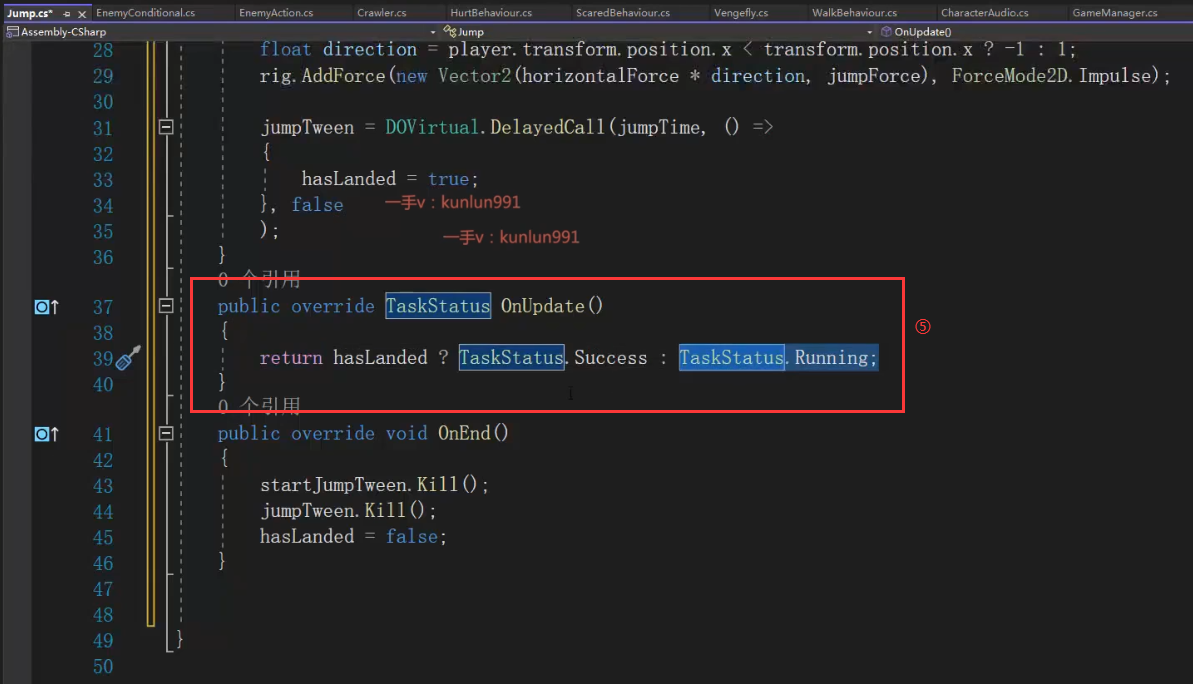 Jump.cs* EnemyConditional.cs EnemyAction.cs Crawler.cs HurtBehaviour.cs ScaredBehaviour.cs Vengefly.cs WalkBehaviour.cs CharacterAudio.cs GameManager.cs
Assembly-CSharp Jump OnUpdate()
28 float direction = player.transform.position.x < transform.position.x ? -1 : 1;
29 rig.AddForce(new Vector2(horizontalForce * direction, jumpForce), ForceMode2D.Impulse);
30
31 jumpTween = DOVirtual.DelayedCall(jumpTime, () =>
32 {
33 hasLanded = true;
34 }, false 一手v：kunlun991
35 );
一手v：kunlun991
36 }
0 个引用
37 public override TaskStatus OnUpdate()
⑤
38 {
39 return hasLanded ? TaskStatus.Success : TaskStatus.Running;
40 }
0 个引用
41 public override void OnEnd()
42 {
43 startJumpTween.Kill();
44 jumpTween.Kill();
45 hasLanded = false;
46 }
47
48
49 }
50